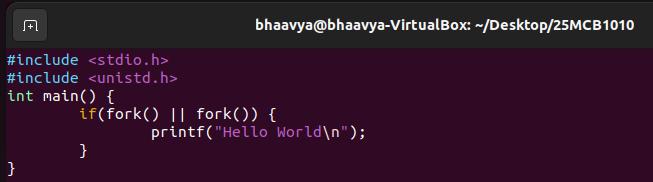 bhaavya@bhaavya-VirtualBox: ~/Desktop/25MCB1010
#include <stdio.h>
#include <unistd.h>
int main() {
        if(fork() || fork()) {
                printf("Hello World\n");
        }
}